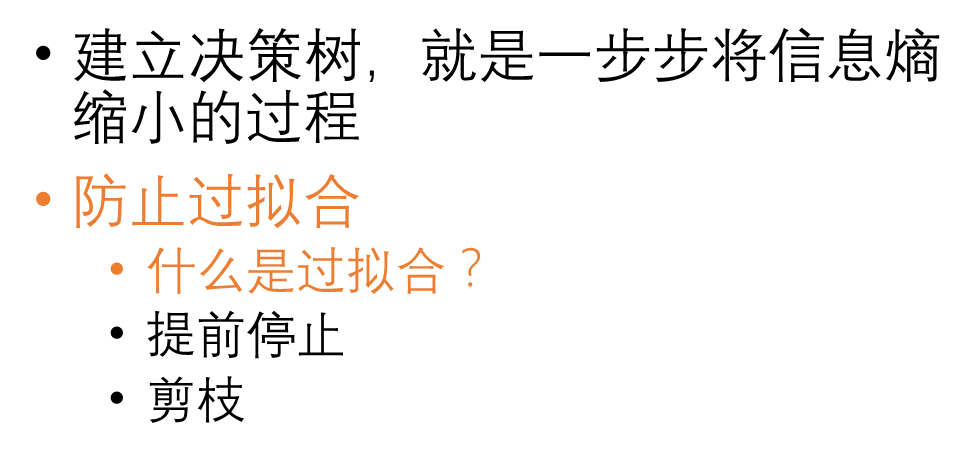 • 建立决策树，就是一步步将信息熵
缩小的过程
• 防止过拟合
• 什么是过拟合？
• 提前停止
• 剪枝